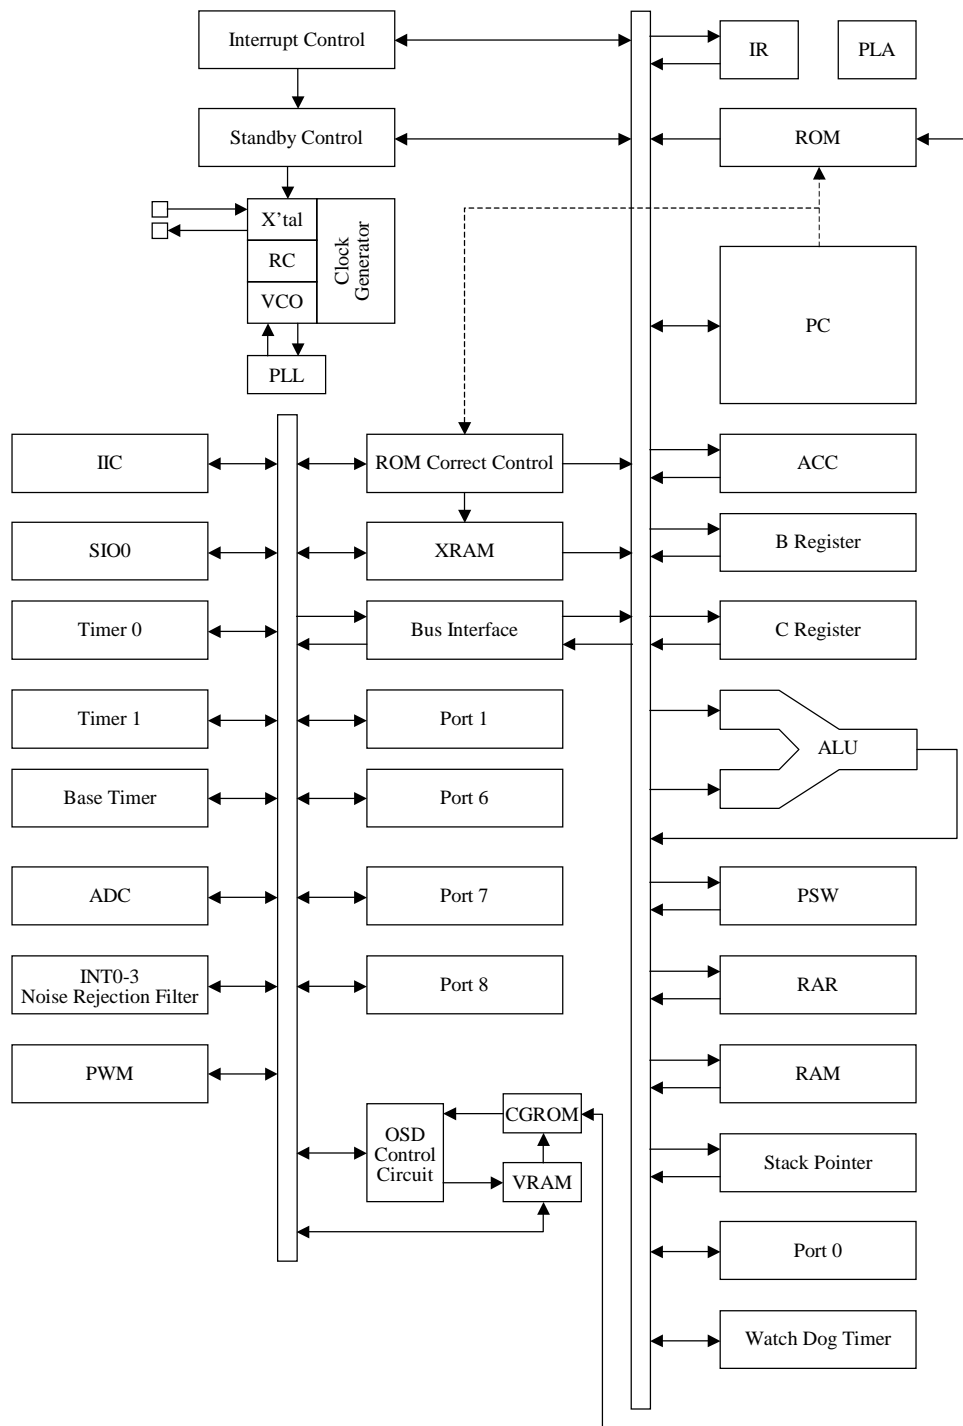 Interrupt Control
IR
PLA
Standby Control
ROM
X’tal
RC
VCO
Clock
Generator
PC
PLL
IIC
ROM Correct Control
ACC
SIO0
XRAM
B Register
Timer 0
Bus Interface
C Register
Timer 1
Port 1
ALU
Base Timer
Port 6
ADC
Port 7
PSW
INT0-3
Noise Rejection Filter
Port 8
RAR
PWM
RAM
OSD
Control
Circuit
CGROM
VRAM
Stack Pointer
Port 0
Watch Dog Timer